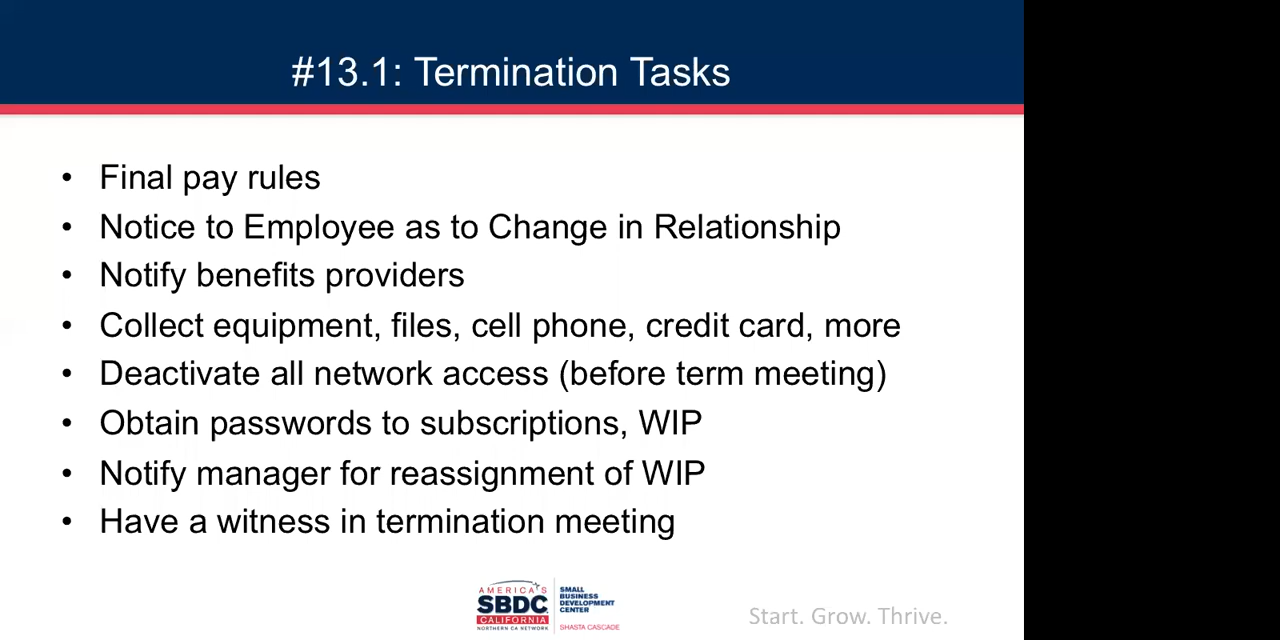 #13.1: Termination Tasks
• Final pay rules
• Notice to Employee as to Change in Relationship
• Notify benefits providers
• Collect equipment, files, cell phone, credit card, more
• Deactivate all network access (before term meeting)
• Obtain passwords to subscriptions, WIP
• Notify manager for reassignment of WIP
• Have a witness in termination meeting
AMERICA'S
SBDC
CALIFORNIA
NORTHERN CA NETWORK
SMALL
BUSINESS
DEVELOPMENT
CENTER
SHASTA CASCADE
Start. Grow. Thrive.